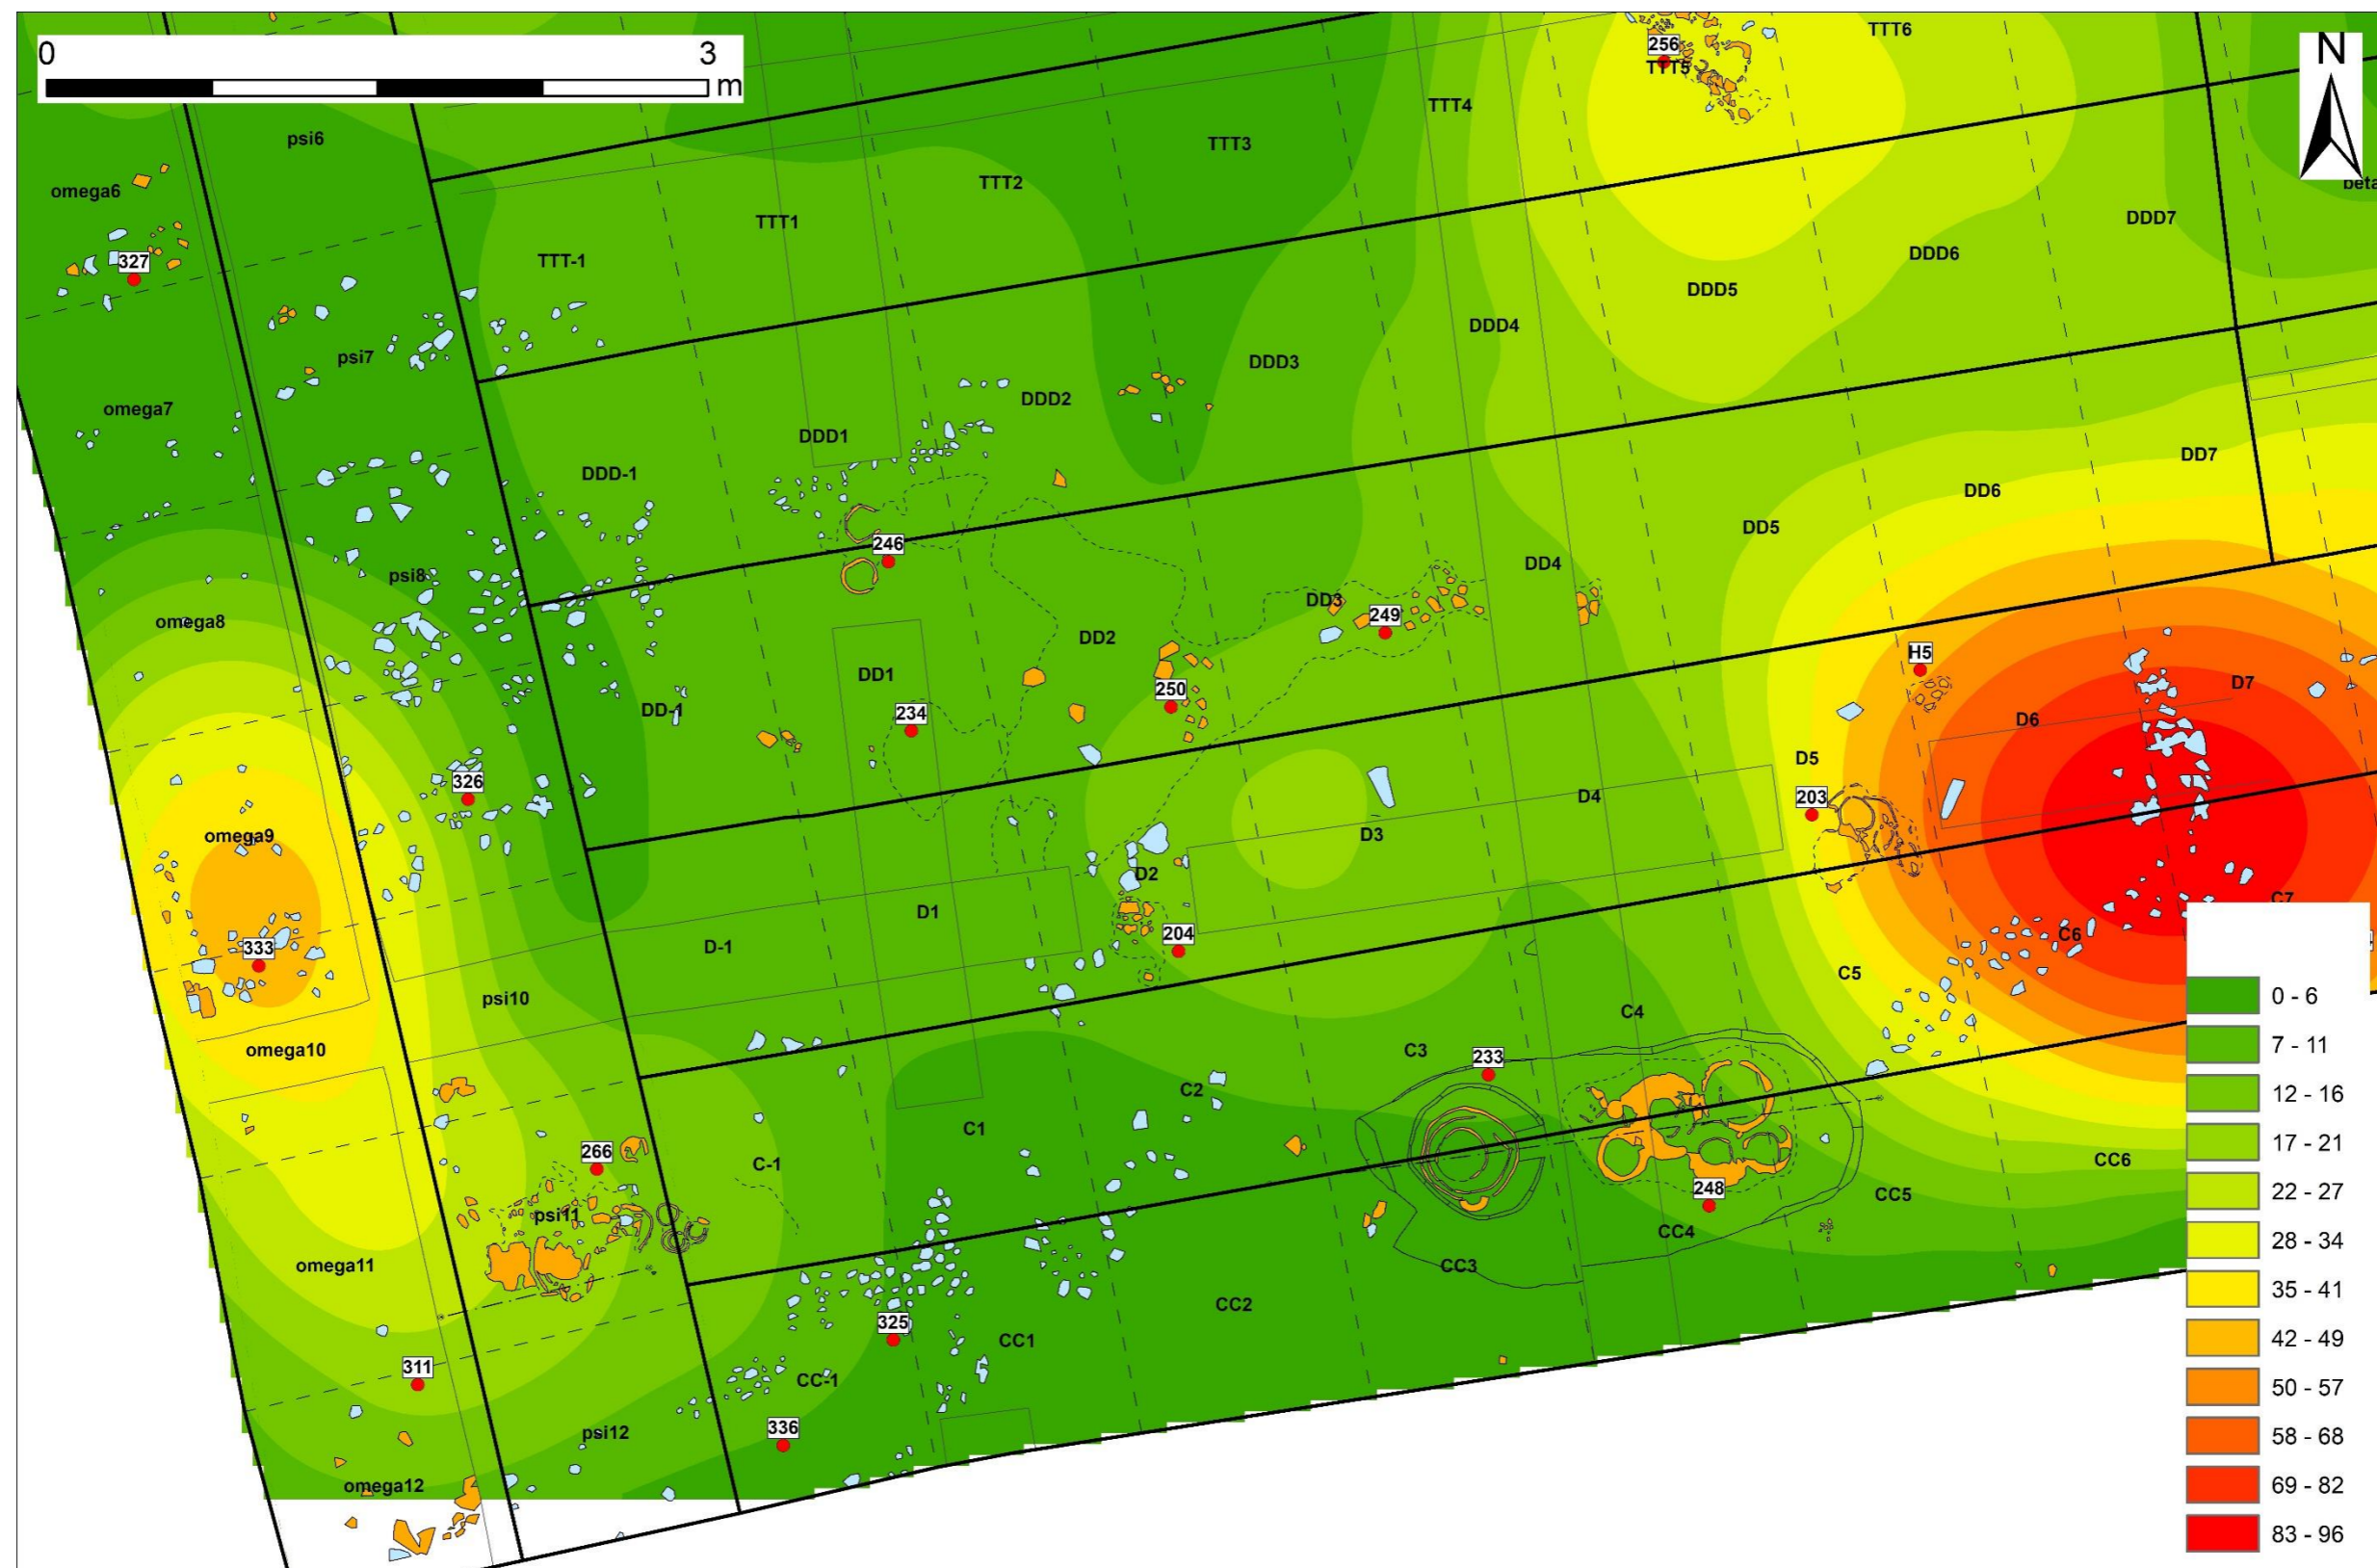 0 3
m
N
256
TTT5
TTT6
TTT4
TTT3
TTT2
TTT1
TTT-1
psi6
omega6
327
psi7
omega7
DDD7
DDD6
DDD5
DDD4
DDD3
DDD2
DDD1
DDD-1
DD7
DD6
DD5
DD4
DD3
249
246
DD2
DD1
250
234
DD-1
psi8
omega8
326
omega9
333
H5
D7
D6
D5
203
D4
D3
D2
204
D1
D-1
psi10
omega10
C7
C6
C5
C4
C3
233
C2
C1
C-1
266
psi11
omega11
CC6
CC5
248
CC4
CC3
CC2
CC1
325
CC-1
336
311
psi12
omega12
0 - 6
7 - 11
12 - 16
17 - 21
22 - 27
28 - 34
35 - 41
42 - 49
50 - 57
58 - 68
69 - 82
83 - 96